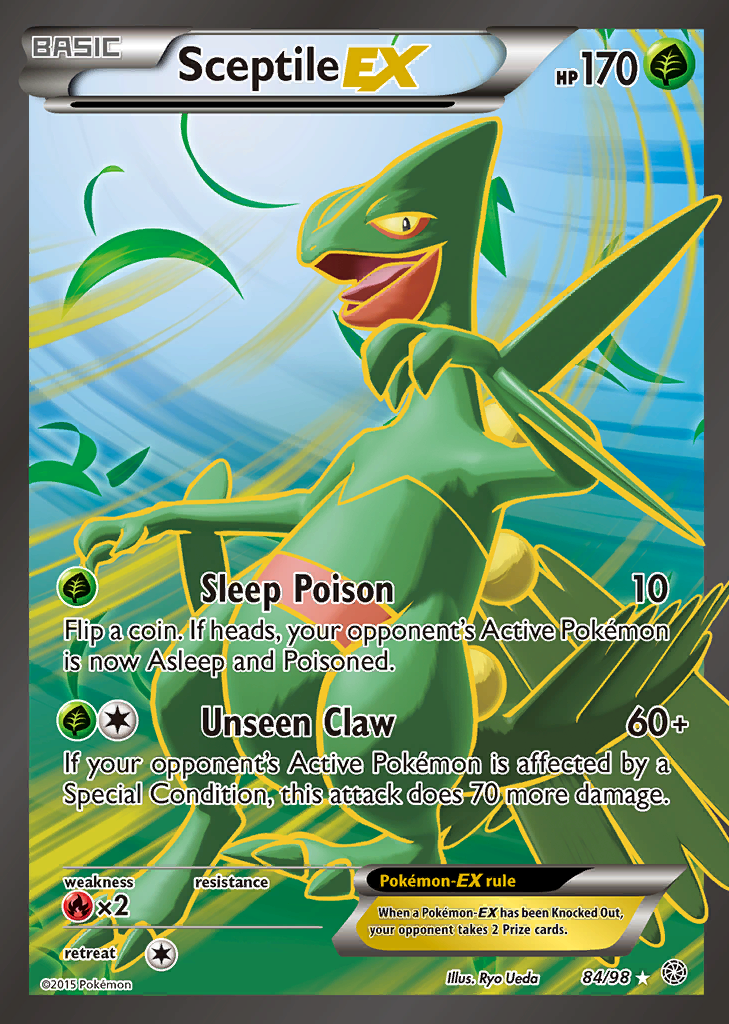 BASIC
Sceptile EX
HP 170
Sleep Poison 10
Flip a coin. If heads, your opponent's Active Pokémon
is now Asleep and Poisoned.
Unseen Claw 60+
If your opponent's Active Pokémon is affected by a
Special Condition, this attack does 70 more damage.
weakness resistance
×2
retreat
Pokémon-EX rule
When a Pokémon-EX has been Knocked Out,
your opponent takes 2 Prize cards.
©2015 Pokémon
Illus. Ryo Ueda
84/98 ★